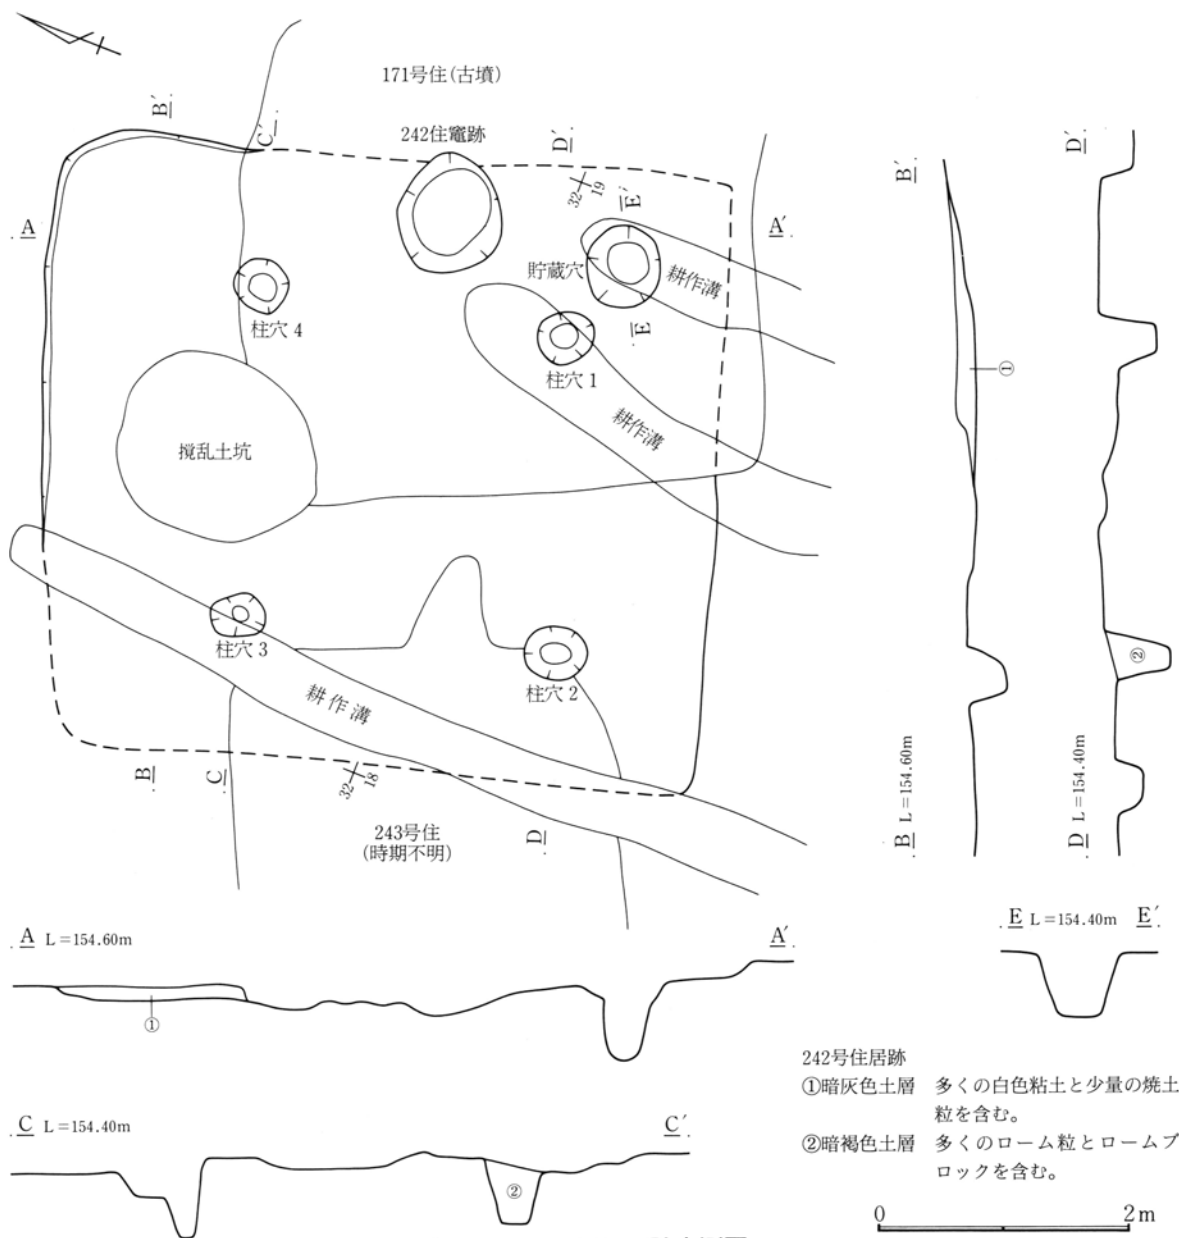 171号住(古墳)
B′
C′
242住竈跡
D′
32
19
E′
A
A′
貯蔵穴
耕作溝
E
柱穴4
柱穴1
耕作溝
攪乱土坑
柱穴3
柱穴2
耕作溝
B
C
32
18
D
243号住
(時期不明)
B′
D′
①
②
B L=154.60m
D L=154.40m
A L=154.60m
A′
①
E L=154.40m E′
C L=154.40m
C′
②
242号住居跡
①暗灰色土層 多くの白色粘土と少量の焼土
粒を含む。
②暗褐色土層 多くのローム粒とロームブ
ロックを含む。
0 2m